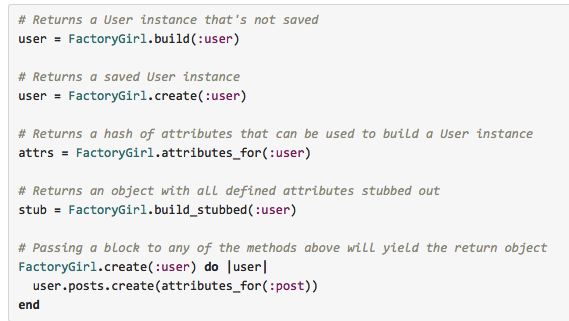 # Returns a User instance that's not saved
user = FactoryGirl.build(:user)

# Returns a saved User instance
user = FactoryGirl.create(:user)

# Returns a hash of attributes that can be used to build a User instance
attrs = FactoryGirl.attributes_for(:user)

# Returns an object with all defined attributes stubbed out
stub = FactoryGirl.build_stubbed(:user)

# Passing a block to any of the methods above will yield the return object
FactoryGirl.create(:user) do |user|
  user.posts.create(attributes_for(:post))
end